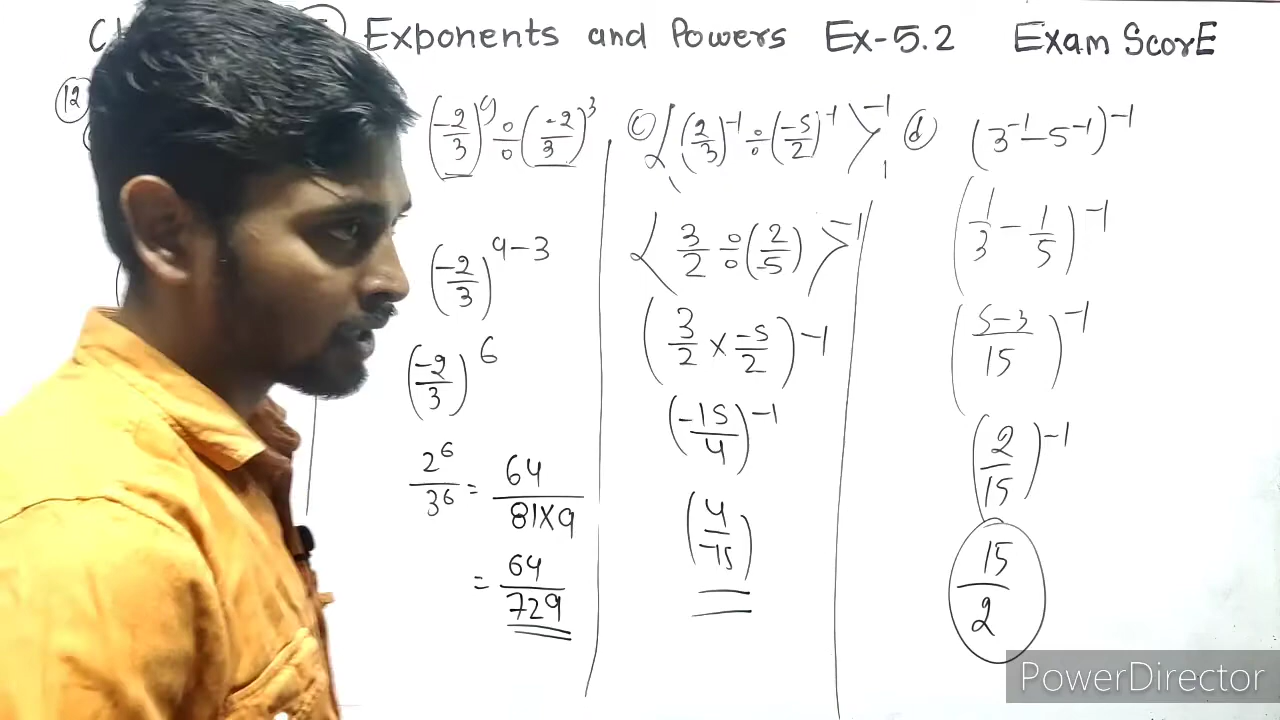 Exponents and Powers Ex-5.2 Exam ScorE
12
(-2/3)^9 ÷ (-2/3)^3
(-2/3)^9-3
(-2/3)^6
2^6/3^6 = 64/81×9
= 64/729
c {(2/3)^-1 ÷ (-5/2)^-1}^-1
{3/2 ÷ (2/-5)}^-1
(3/2 × -5/2)^-1
(-15/4)^-1
(4/-15)
d (3^-1 - 5^-1)^-1
(1/3 - 1/5)^-1
(5-3/15)^-1
(2/15)^-1
15/2
PowerDirector